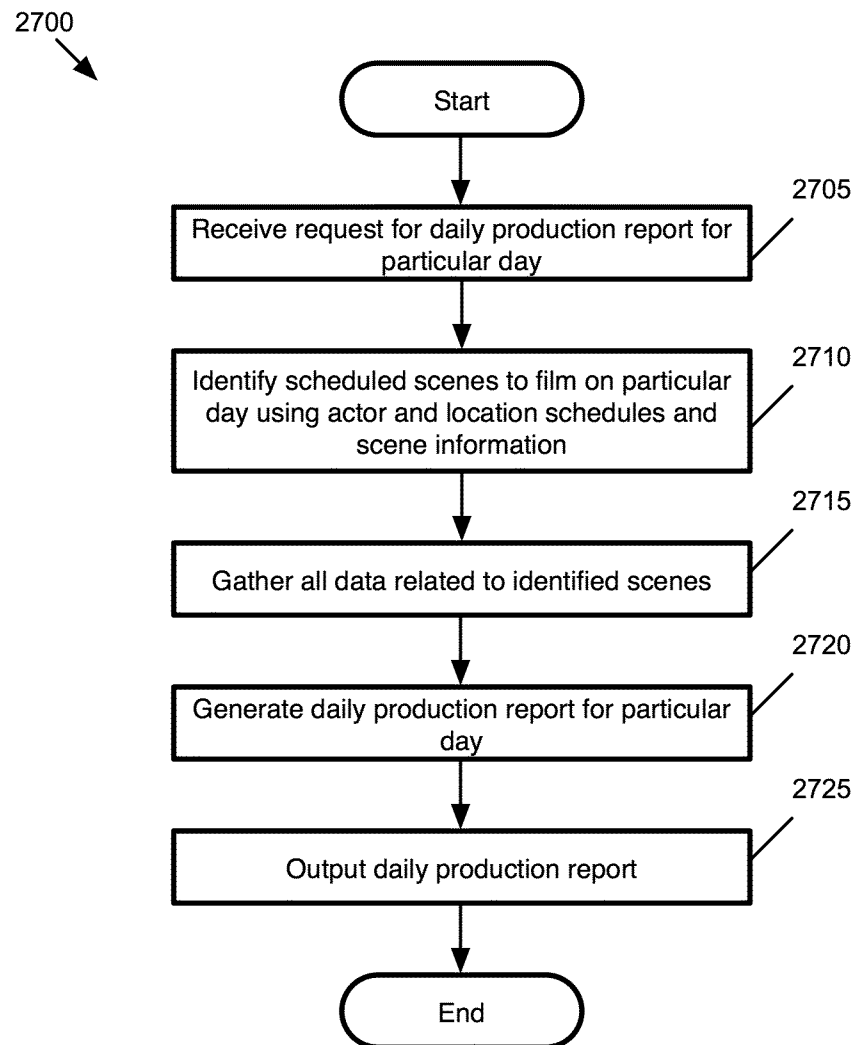 2700
Start
2705
Receive request for daily production report for
particular day
2710
Identify scheduled scenes to film on particular
day using actor and location schedules and
scene information
2715
Gather all data related to identified scenes
2720
Generate daily production report for particular
day
2725
Output daily production report
End